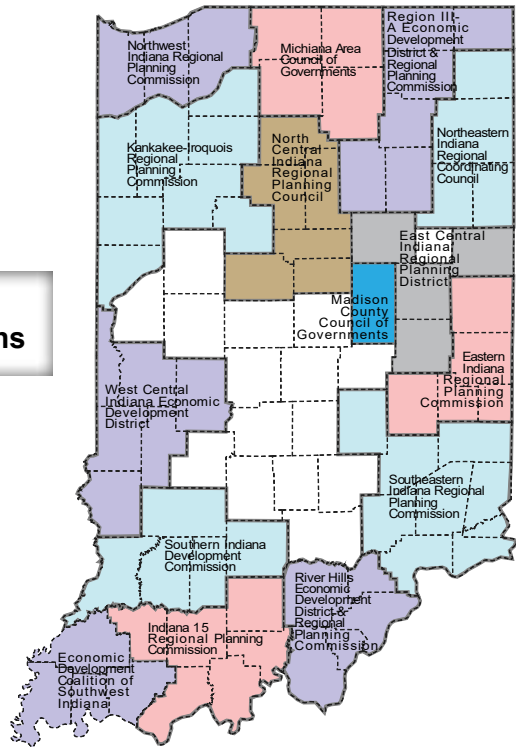 Northwest
Indiana Regional
Planning
Commission
Michiana Area
Council of
Governments
Region III-
A Economic
Development
District &
Regional
Planning
Commission
Kankakee-Iroquois
Regional
Planning
Commission
North
Central
Indiana
Regional
Planning
Council
Northeastern
Indiana
Regional
Coordinating
Council
East Central
Indiana
Regional
Planning
District
Madison
County
Council of
Governments
ns
Eastern
Indiana
Regional
Planning
Commission
West Central
Indiana Economic
Development
District
Southeastern
Indiana Regional
Planning
Commission
Southern Indiana
Development
Commission
River Hills
Economic
Development
District &
Regional
Planning
Commission
Indiana 15
Regional Planning
Commission
Economic
Development
Coalition of
Southwest
Indiana